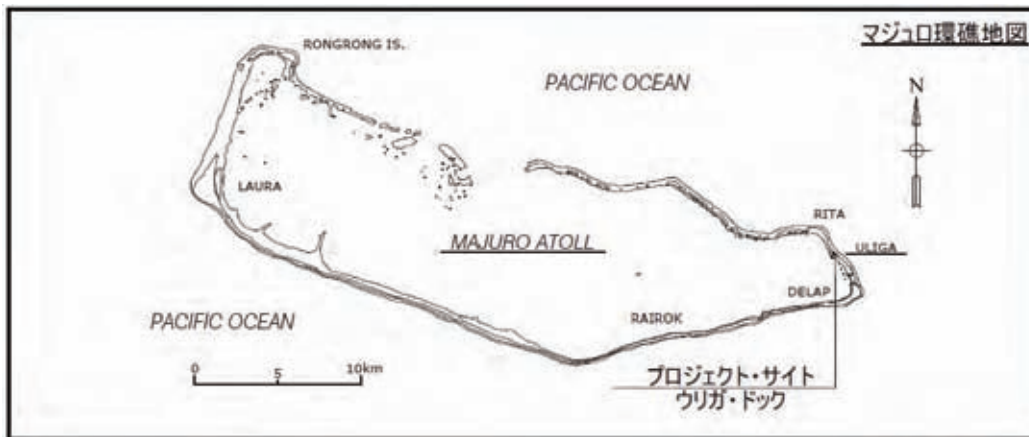 マジュロ環礁地図
RONGRONG IS.
PACIFIC OCEAN
N
LAURA
RITA
MAJURO ATOLL
ULIGA
DELAP
PACIFIC OCEAN
RAIROK
0 5 10km
プロジェクト・サイト
ウリガ・ドック